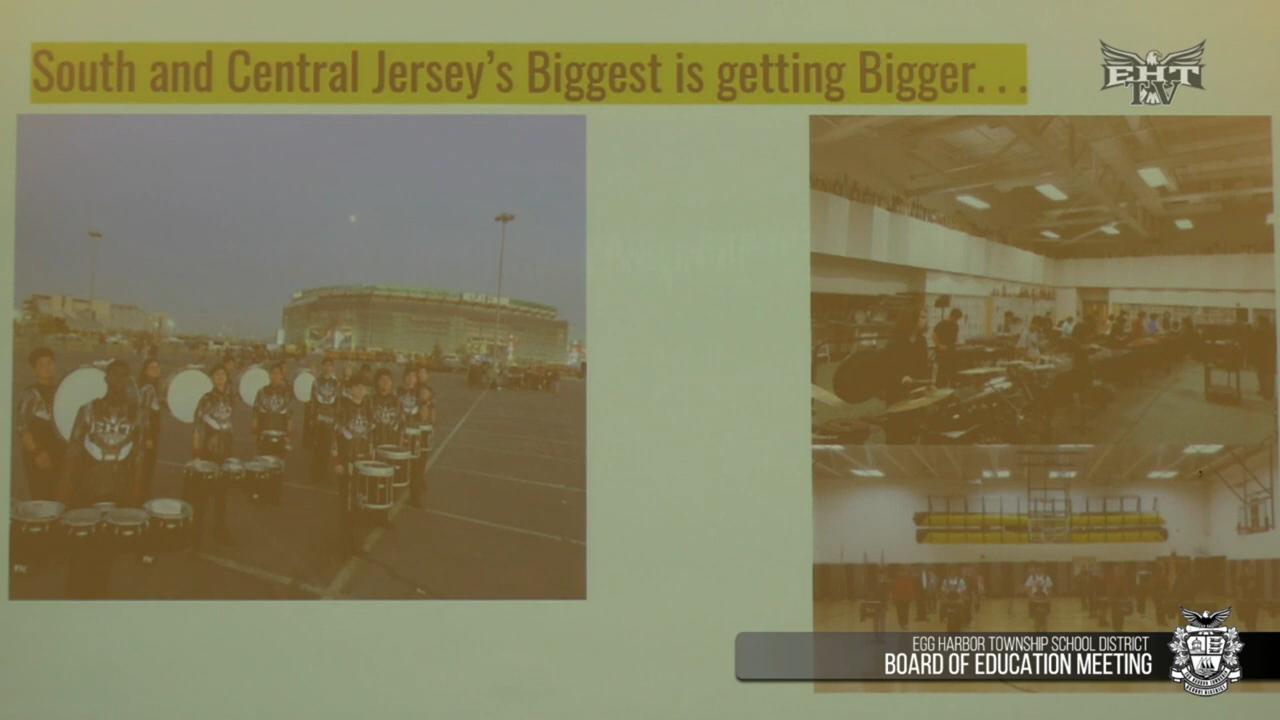 South and Central Jersey's Biggest is getting Bigger...
EHT
TV
EHT
EGG HARBOR TOWNSHIP SCHOOL DISTRICT
BOARD OF EDUCATION MEETING